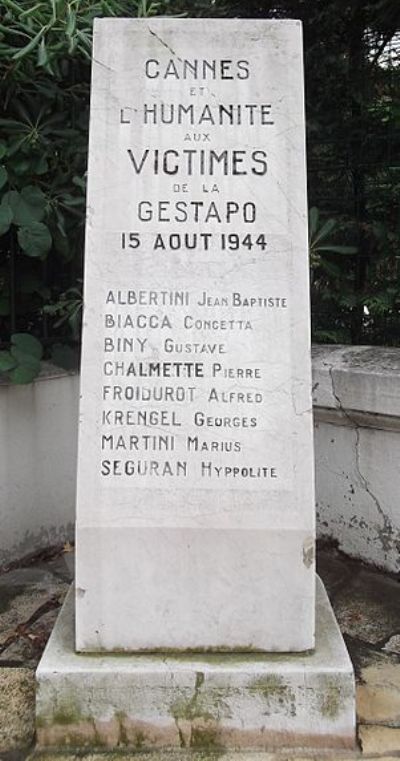 CANNES
ET
L'HUMANITE
AUX
VICTIMES
DE LA
GESTAPO
15 AOUT 1944
ALBERTINI JEAN BAPTISTE
BIACCA CONCETTA
BINY GUSTAVE
CHALMETTE PIERRE
FROIDUROT ALFRED
KRENGEL GEORGES
MARTINI MARIUS
SEGURAN HYPPOLITE